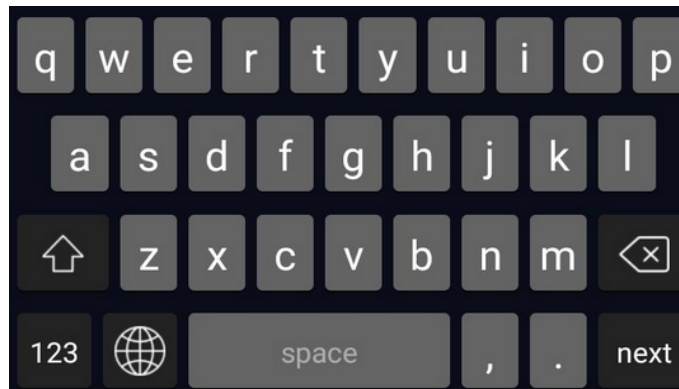 q w e r t y u i o p
a s d f g h j k l
z x c v b n m
123 space , . next